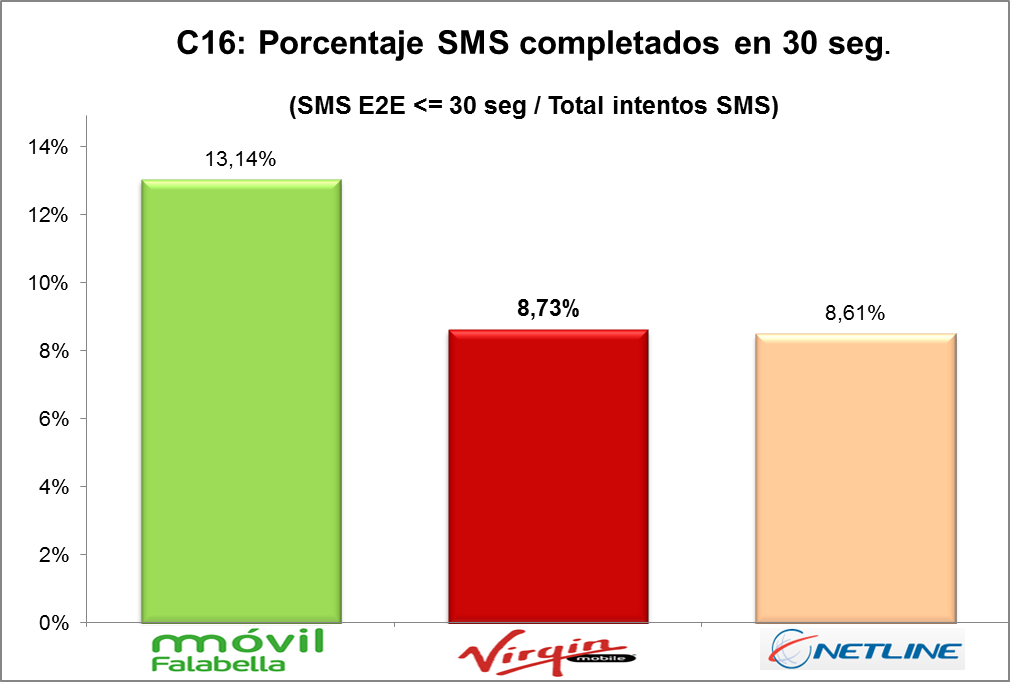 C16: Porcentaje SMS completados en 30 seg.
(SMS E2E <= 30 seg / Total intentos SMS)
14%
13,14%
12%
10%
8,73%
8,61%
8%
6%
4%
2%
0%
móvil
Falabella
Virgin
mobile
NETLINE